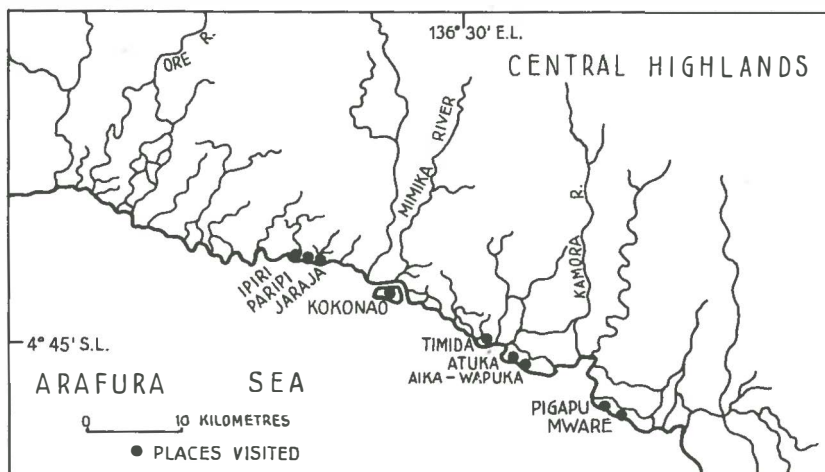 136° 30' E.L.
ORE R.
CENTRAL HIGHLANDS
MIMIKA RIVER
KAMORA R.
IPIRI
PARIPI
JARAJA
KOKONAO
4° 45' S.L.
TIMIDA
ATUKA
AIKA – WAPUKA
ARAFURA SEA
PIGAPU
MWARE
0 10 KILOMETRES
● PLACES VISITED